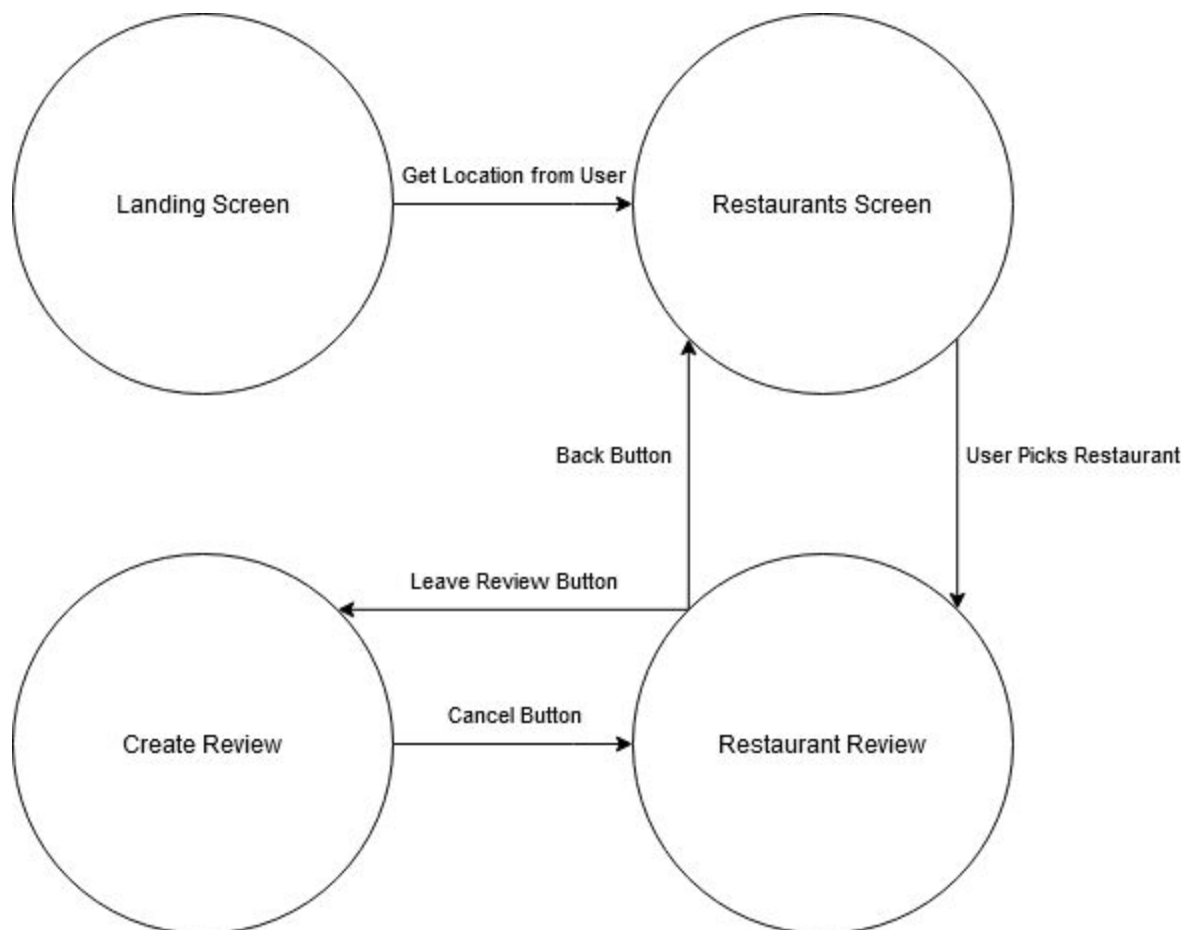 Landing Screen
Get Location from User
Restaurants Screen
Back Button
User Picks Restaurant
Leave Review Button
Create Review
Cancel Button
Restaurant Review